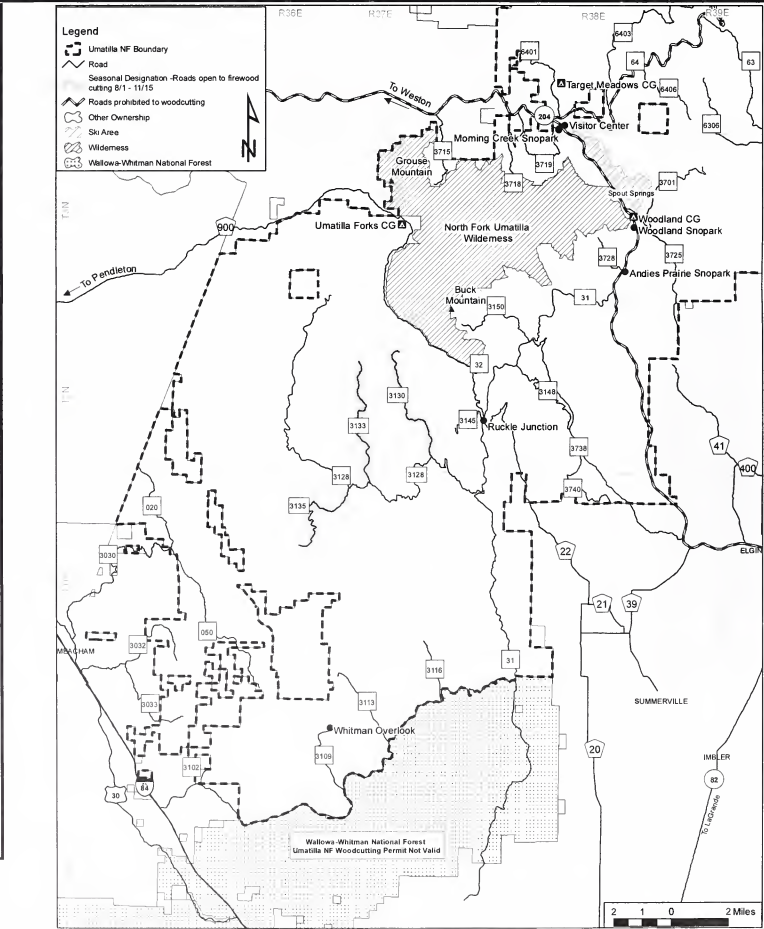 Legend
Umatilla NF Boundary
Road
Seasonal Designation -Roads open to firewood
cutting 8/1 - 11/15
Roads prohibited to woodcutting
Other Ownership
Ski Area
Wilderness
Wallowa-Whitman National Forest
N
R36E
R37E
R38E
R39E
6401
6403
64
63
Target Meadows CG
6406
To Weston
204
Visitor Center
6306
Morning Creek Snopark
3715
3719
Grouse
Mountain
3718
3701
Spout Springs
Woodland CG
Woodland Snopark
900
Umatilla Forks CG
North Fork Umatilla
Wilderness
3728
3725
Andies Prairie Snopark
To Pendleton
Buck
Mountain
3150
31
32
3130
3148
3133
3145
Ruckle Junction
3738
41
400
3128
3128
3740
3135
020
22
ELGIN
3030
21
39
050
3032
MEACHAM
3116
31
3033
3113
SUMMERVILLE
Whitman Overlook
3109
20
3102
IMBLER
82
84
30
To LaGrande
Wallowa-Whitman National Forest
Umatilla NF Woodcutting Permit Not Valid
2 1 0 2 Miles